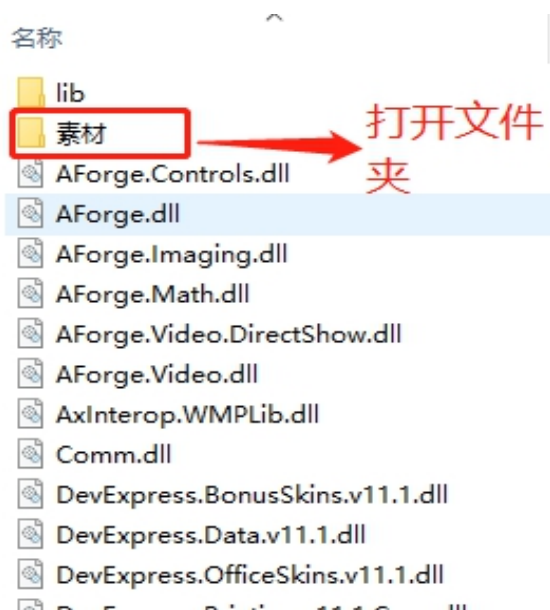 名称
lib
素材
打开文件
夹
AForge.Controls.dll
AForge.dll
AForge.Imaging.dll
AForge.Math.dll
AForge.Video.DirectShow.dll
AForge.Video.dll
AxInterop.WMPLib.dll
Comm.dll
DevExpress.BonusSkins.v11.1.dll
DevExpress.Data.v11.1.dll
DevExpress.OfficeSkins.v11.1.dll